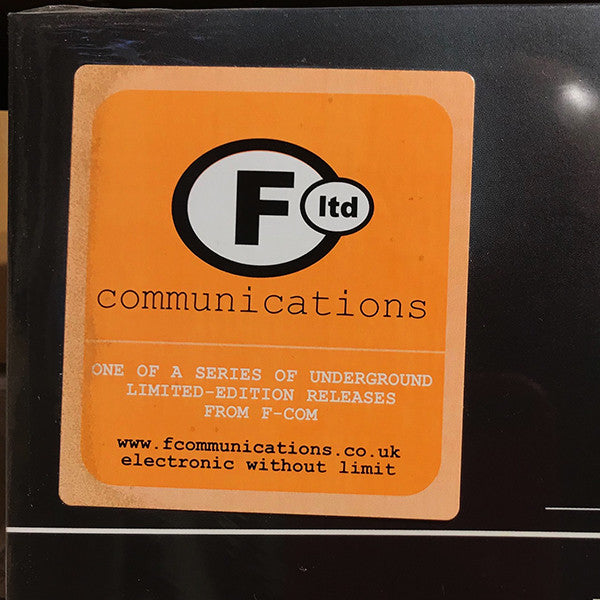 F
ltd
communications
ONE OF A SERIES OF UNDERGROUND
LIMITED-EDITION RELEASES
FROM F-COM
www.fcommunications.co.uk
electronic without limit